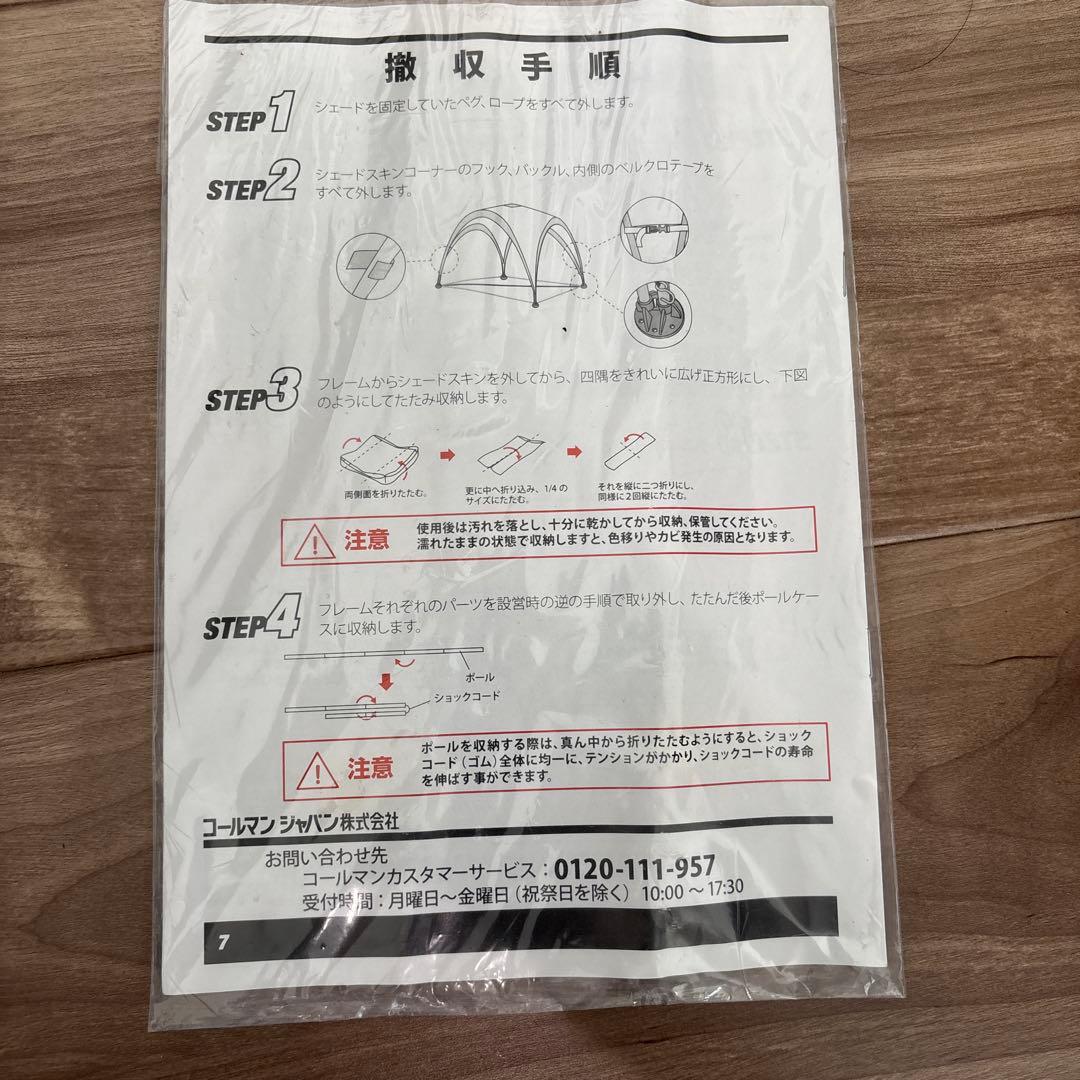 撤収手順
STEP1
シェードを固定していたペグ、ロープをすべて外します。
STEP2
シェードスキンコーナーのフック、バックル、内側のベルクロテープを
すべて外します。
STEP3
フレームからシェードスキンを外してから、四隅をきれいに広げ正方形にし、下図
のようにしてたたみ収納します。
両側面を折りたたむ。
更に中へ折り込み、1/4の
サイズにたたむ。
それを縦に二つ折りにし、
同様に2回縦にたたむ。
注意
使用後は汚れを落とし、十分に乾かしてから収納、保管してください。
濡れたままの状態で収納しますと、色移りやカビ発生の原因となります。
STEP4
フレームそれぞれのパーツを設営時の逆の手順で取り外し、たたんだ後ポールケー
スに収納します。
ポール
ショックコード
注意
ポールを収納する際は、真ん中から折りたたむようにすると、ショック
コード（ゴム）全体に均一に、テンションがかかり、ショックコードの寿命
を伸ばす事ができます。
コールマン ジャパン株式会社
お問い合わせ先
コールマンカスタマーサービス：0120-111-957
受付時間：月曜日～金曜日（祝祭日を除く）10:00 ～ 17:30
7